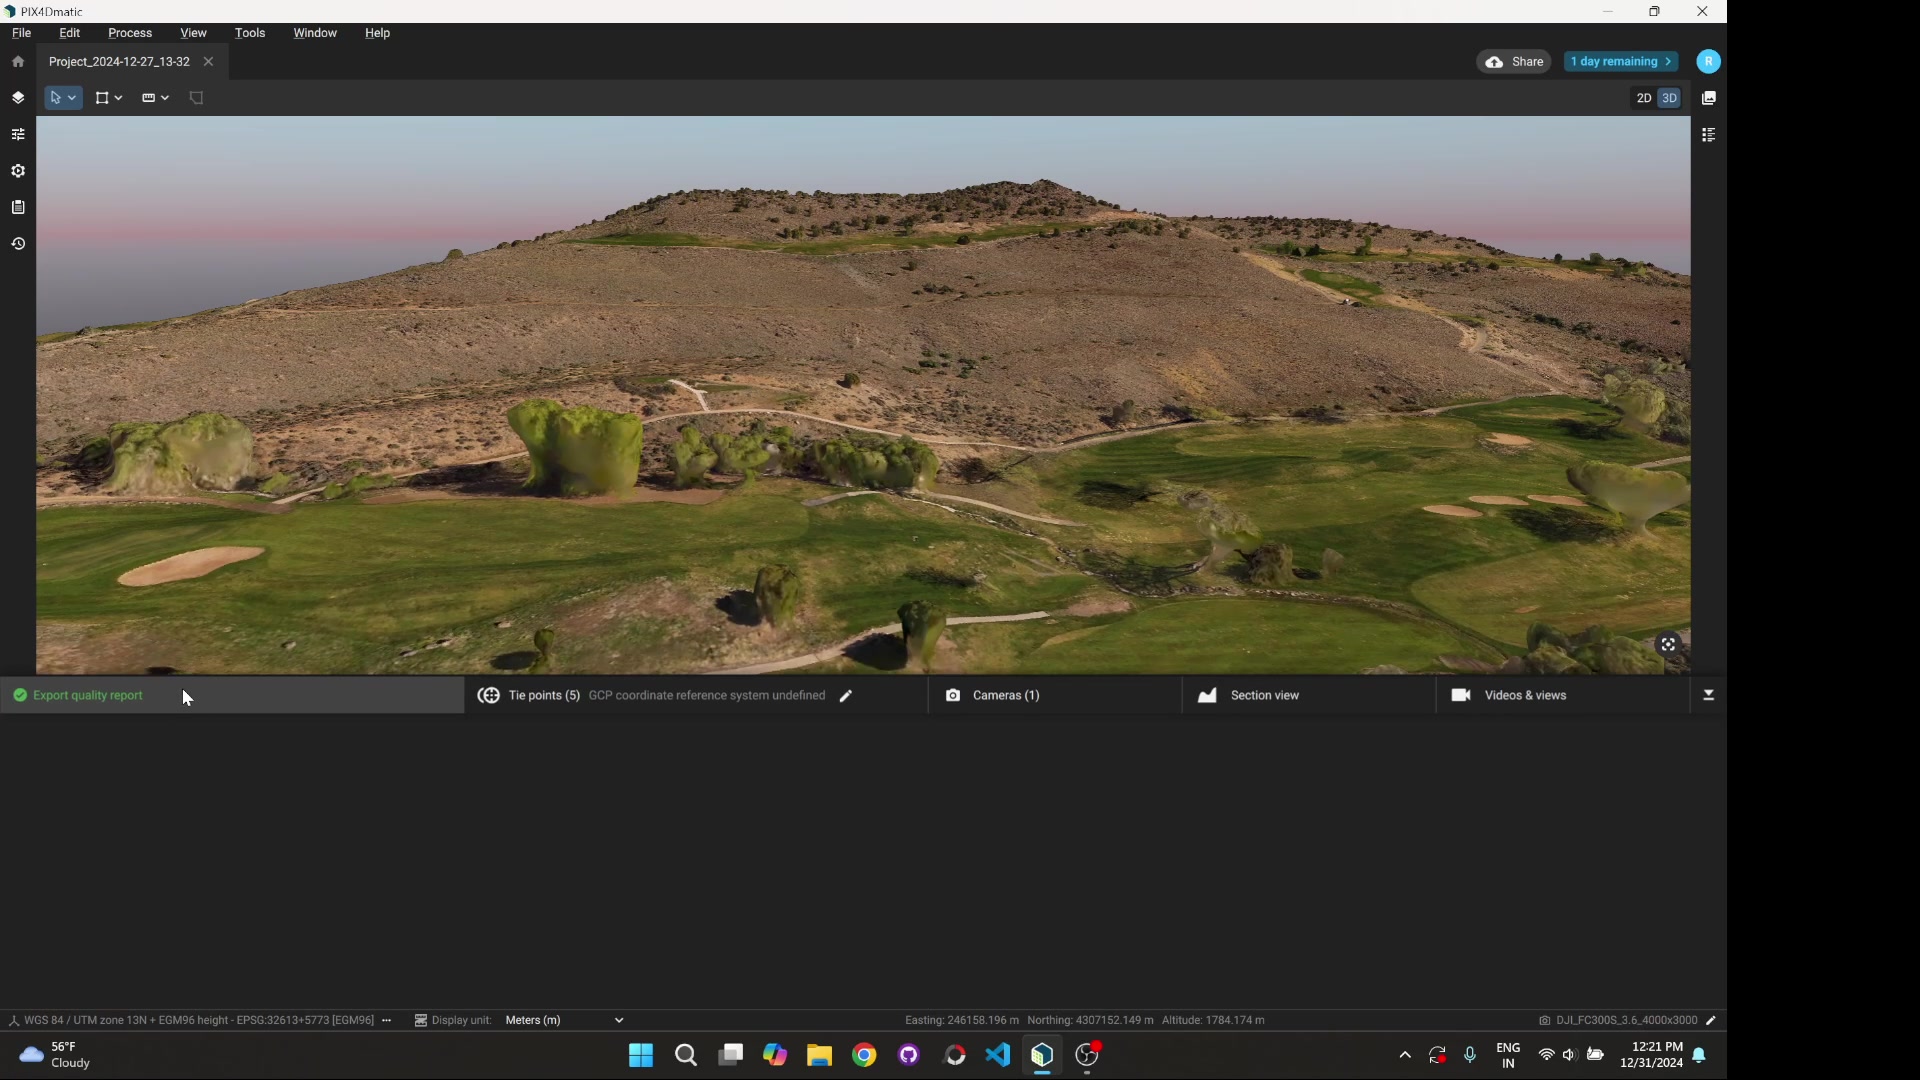 PIX4Dmatic
File Edit Process View Tools Window Help
Project_2024-12-27_13-32
Share
1 day remaining
R
2D 3D
Export quality report
Tie points (5) GCP coordinate reference system undefined
Cameras (1)
Section view
Videos & views
WGS 84 / UTM zone 13N + EGM96 height - EPSG:32613+5773 [EGM96]
Display unit: Meters (m)
Easting: 246158.196 m Northing: 4307152.149 m Altitude: 1784.174 m
DJI_FC300S_3.6_4000x3000
56°F
Cloudy
ENG
IN
12:21 PM
12/31/2024